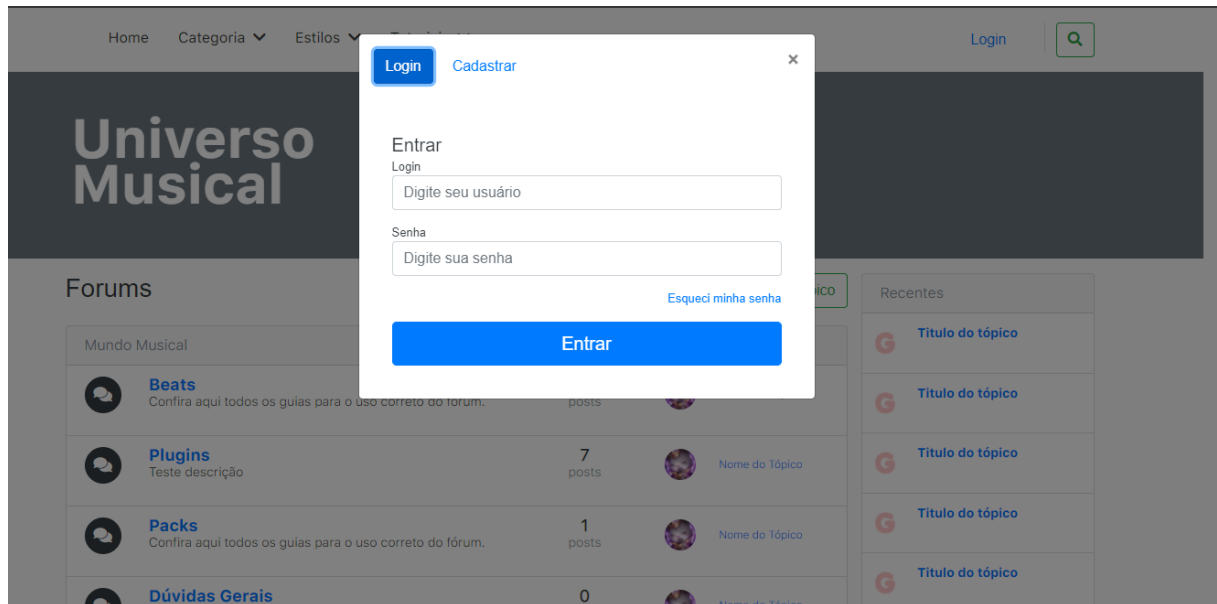 Home Categoria Estilos
Login
Login Cadastrar ×
Universo
Musical
Entrar
Login
Digite seu usuário
Senha
Digite sua senha
Esqueci minha senha
Entrar
Forums
Recentes
Mundo Musical
Beats
Confira aqui todos os guias para o uso correto do fórum.
posts
Plugins
Teste descrição
7
posts
Nome do Tópico
Packs
Confira aqui todos os guias para o uso correto do fórum.
1
posts
Nome do Tópico
Dúvidas Gerais
0
Nome do Tópico
G Titulo do tópico
G Titulo do tópico
G Titulo do tópico
G Titulo do tópico
G Titulo do tópico